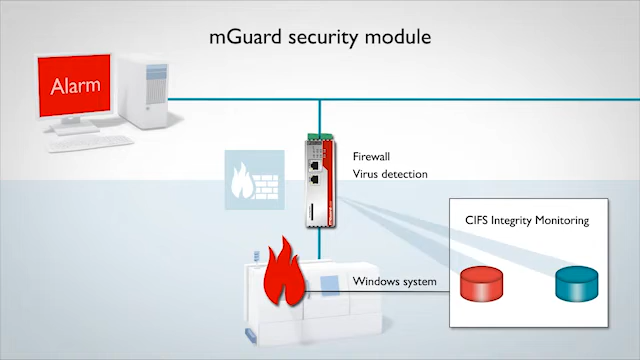 mGuard security module
Alarm
Firewall
Virus detection
CIFS Integrity Monitoring
Windows system